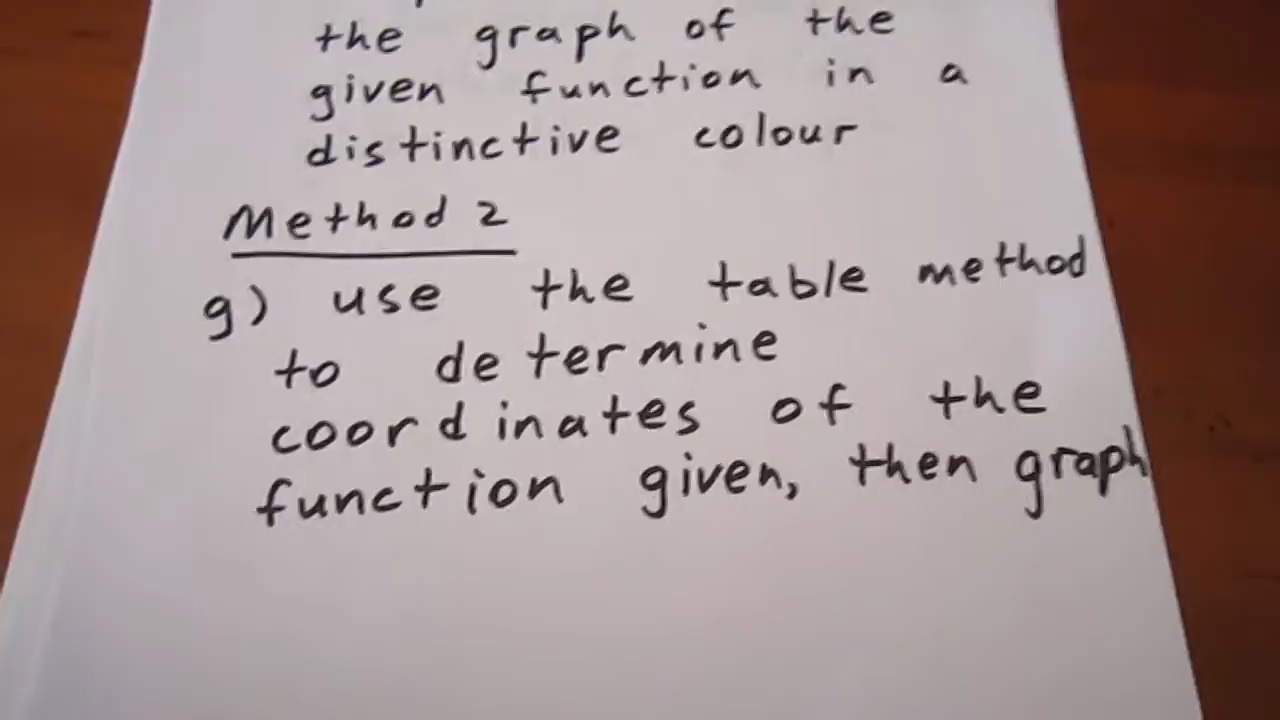 the graph of the
given function in a
distinctive colour
Method 2
g) use the table method
to determine
coordinates of the
function given, then graph